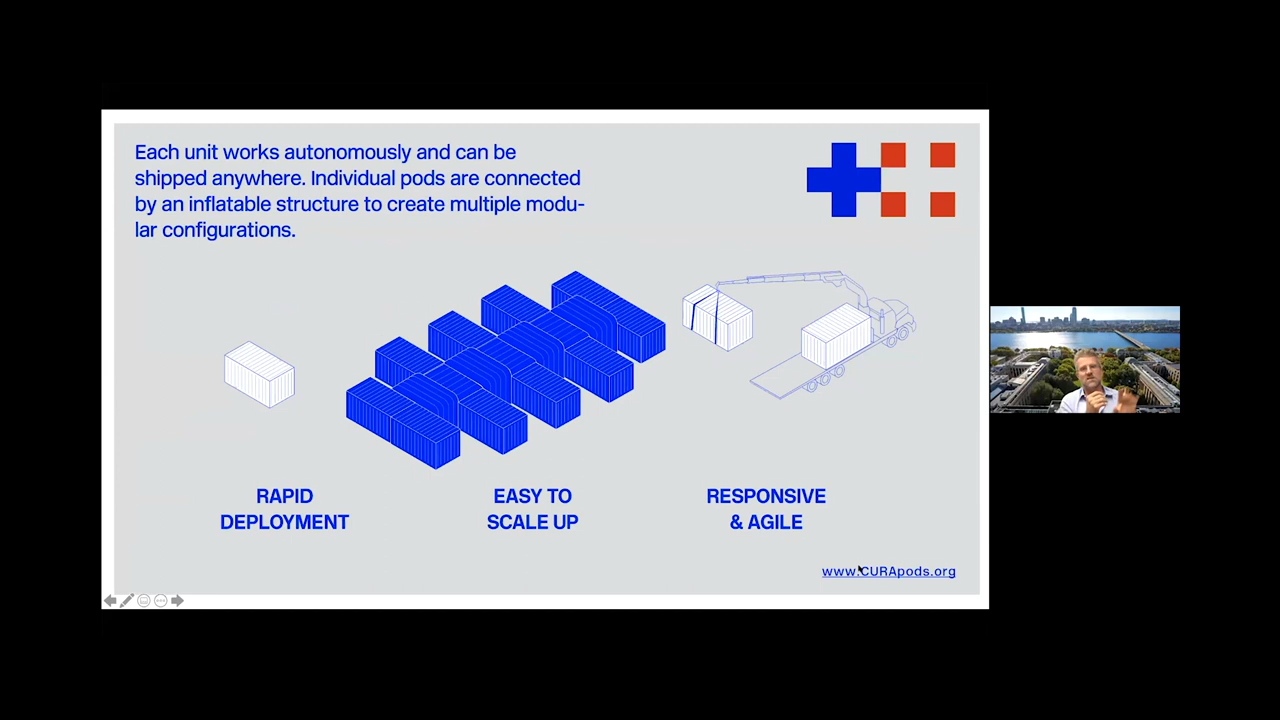 Each unit works autonomously and can be
shipped anywhere. Individual pods are connected
by an inflatable structure to create multiple modu-
lar configurations.
RAPID
DEPLOYMENT
EASY TO
SCALE UP
RESPONSIVE
& AGILE
www.CURApods.org